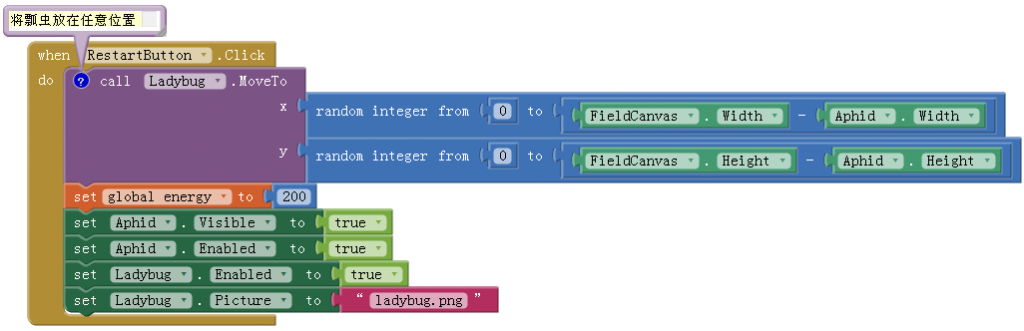 将瓢虫放在任意位置
when RestartButton .Click
do ? call Ladybug .MoveTo
x random integer from 0 to FieldCanvas . Width - Aphid . Width
y random integer from 0 to FieldCanvas . Height - Aphid . Height
set global energy to 200
set Aphid . Visible to true
set Aphid . Enabled to true
set Ladybug . Enabled to true
set Ladybug . Picture to “ ladybug.png ”